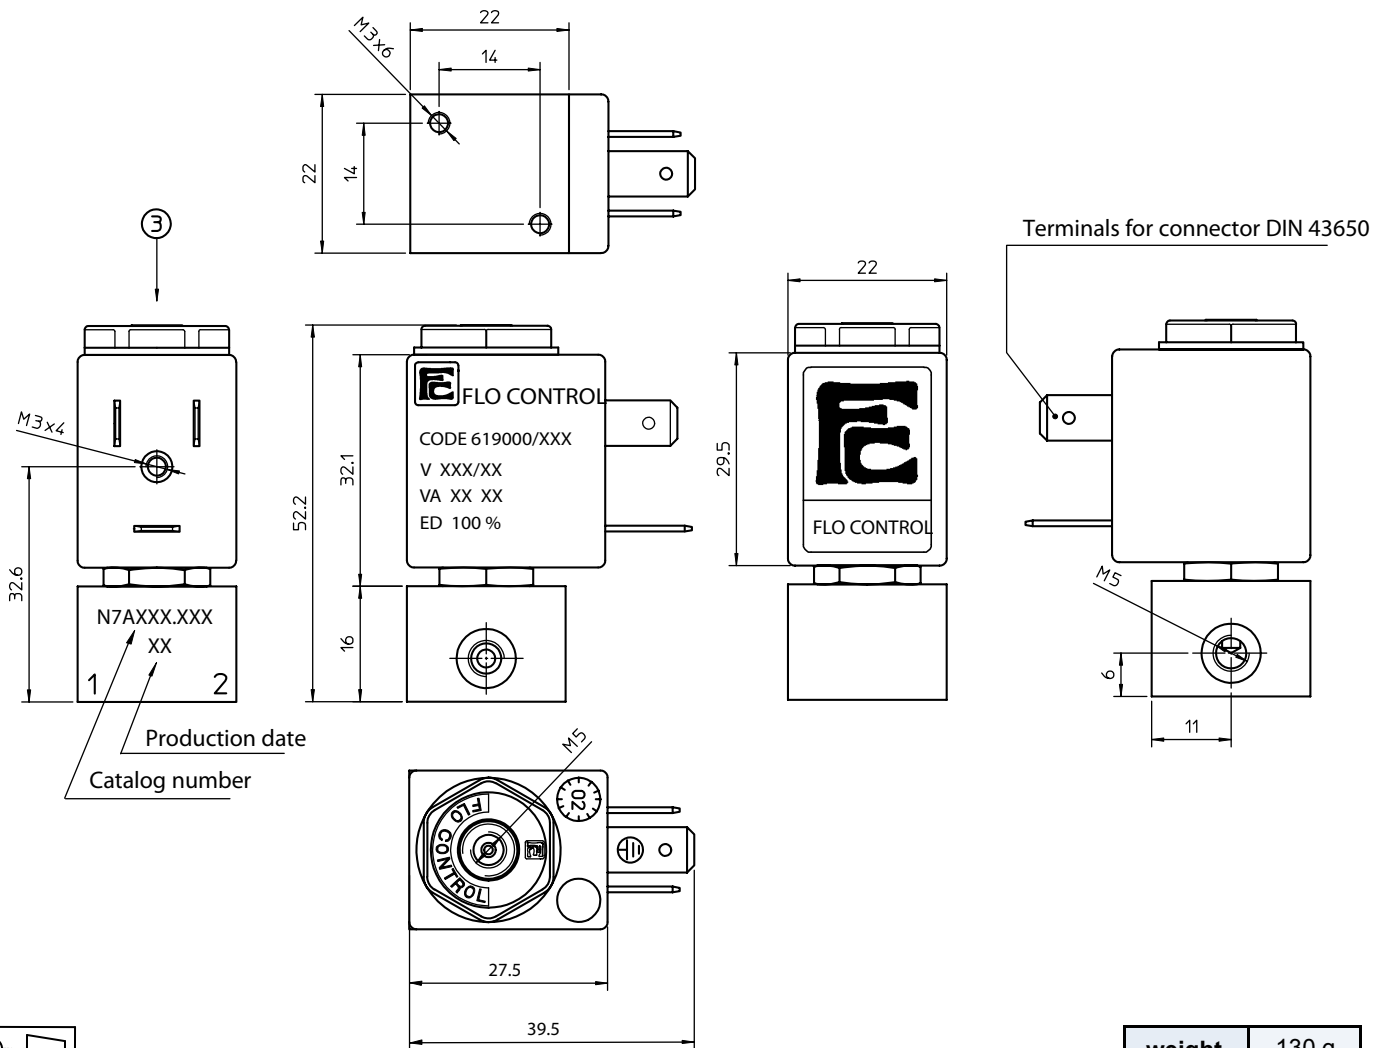 M3x6
22
14
22
14
3
Terminals for connector DIN 43650
22
M3x4
32.6
N7AXXX.XXX
XX
1 2
Production date
Catalog number
52.2
32.1
16
FC FLO CONTROL
CODE 619000/XXX
V XXX/XX
VA XX XX
ED 100 %
29.5
FC
FLO CONTROL
M5
6
11
M5
FLO CONTROL
FC
02
27.5
39.5
weight 130 g